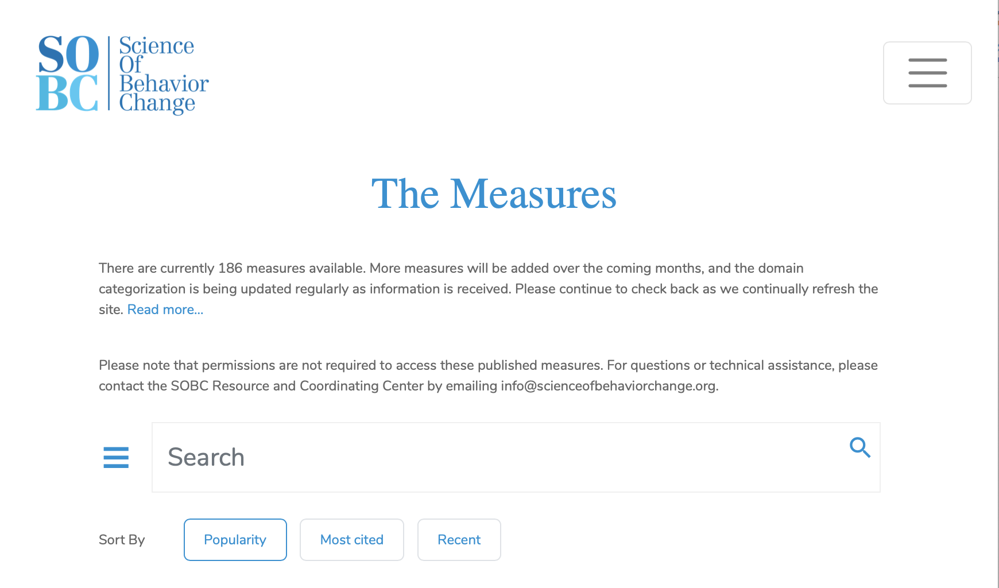 SO
BC
Science
Of
Behavior
Change
The Measures
There are currently 186 measures available. More measures will be added over the coming months, and the domain
categorization is being updated regularly as information is received. Please continue to check back as we continually refresh the
site. Read more...
Please note that permissions are not required to access these published measures. For questions or technical assistance, please
contact the SOBC Resource and Coordinating Center by emailing info@scienceofbehaviorchange.org.
Search
Sort By Popularity Most cited Recent